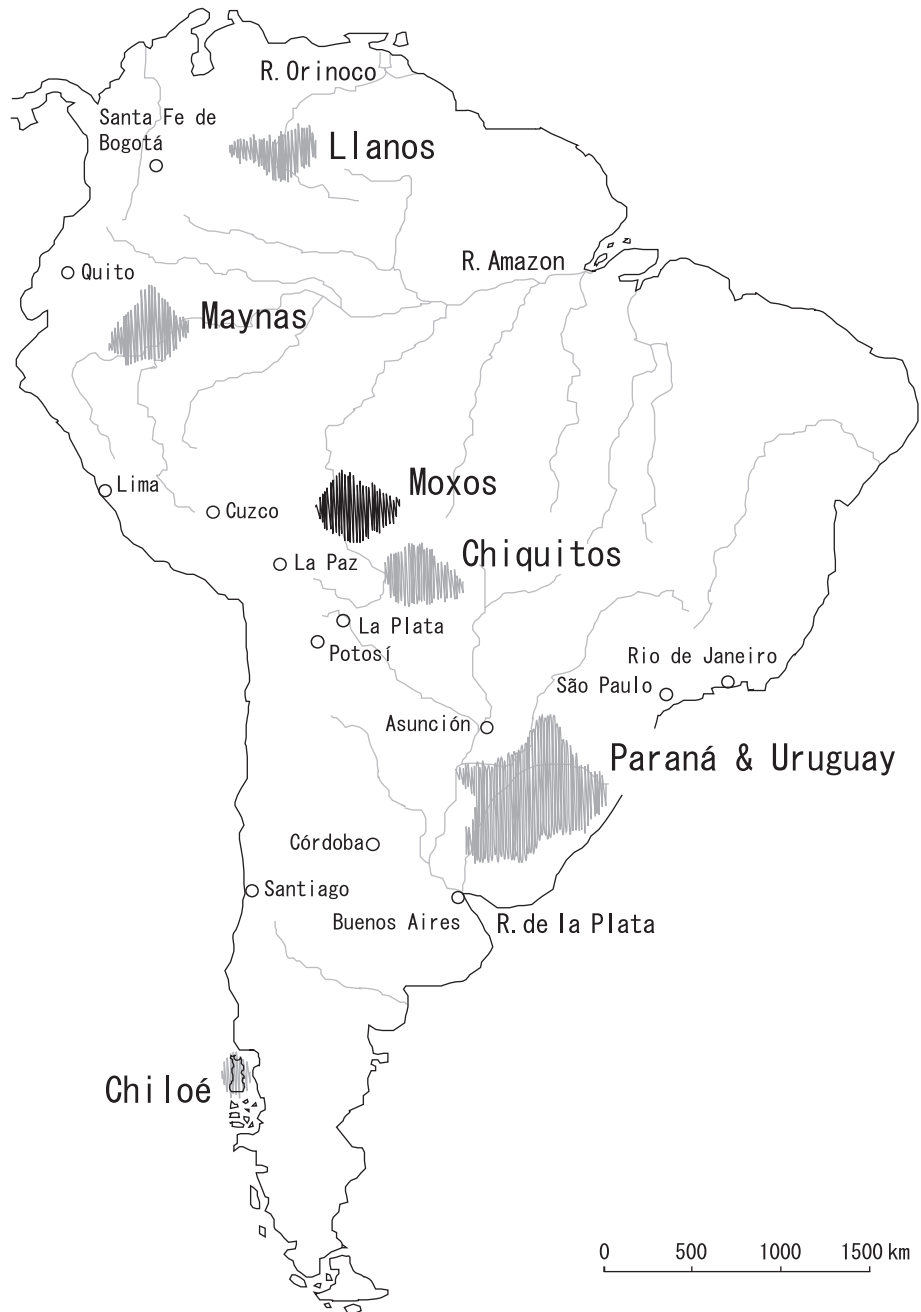 R. Orinoco
Santa Fe de
Bogotá
Llanos
R. Amazon
Quito
Maynas
Moxos
Lima
Cuzco
Chiquitos
La Paz
La Plata
Potosí
Rio de Janeiro
São Paulo
Asunción
Paraná & Uruguay
Córdoba
Santiago
Buenos Aires
R. de la Plata
Chiloé
0 500 1000 1500 km